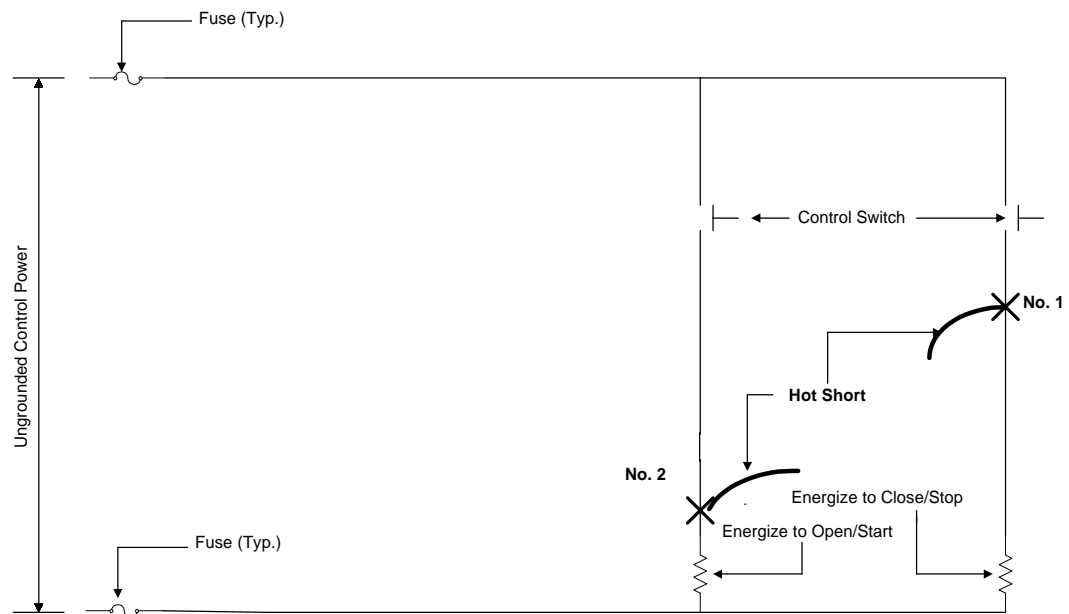 Fuse (Typ.)
Ungrounded Control Power
Control Switch
No. 1
Hot Short
No. 2
Energize to Close/Stop
Energize to Open/Start
Fuse (Typ.)